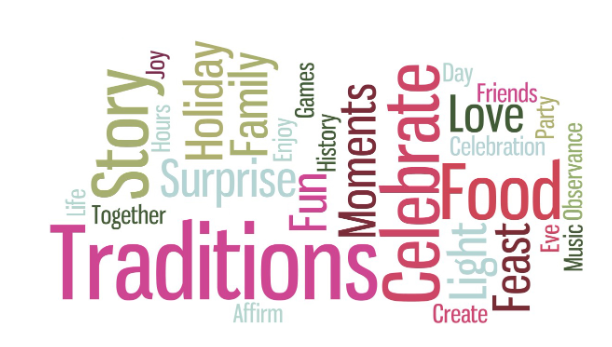 Joy
Story
Hours
Holiday
Family
Enjoy
Games
History
Moments
Celebrate
Day
Friends
Love
Party
Celebration
Observance
Surprise
Fun
Food
Life
Together
Traditions
Light
Feast
Eve
Music
Affirm
Create